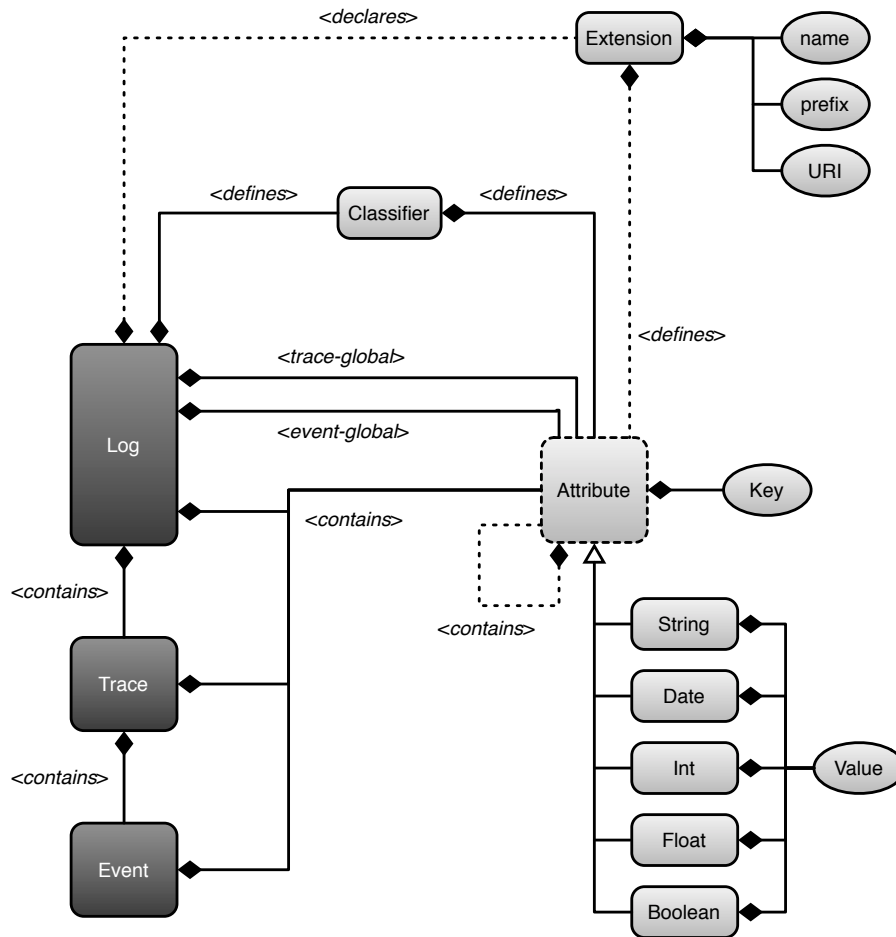 <declares>
Extension
name
prefix
URI
<defines>
Classifier
<defines>
<defines>
<trace-global>
<event-global>
Log
Attribute
Key
<contains>
<contains>
<contains>
String
Trace
Date
<contains>
Int
Value
Float
Event
Boolean